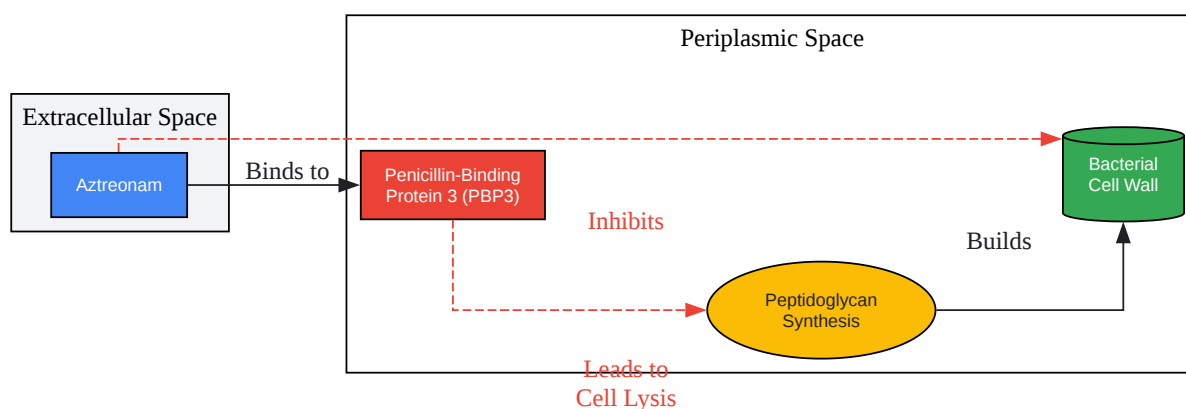 Periplasmic Space
Extracellular Space
Aztreonam
Binds to
Penicillin-Binding
Protein 3 (PBP3)
Inhibits
Bacterial
Cell Wall
Builds
Peptidoglycan
Synthesis
Leads to
Cell Lysis